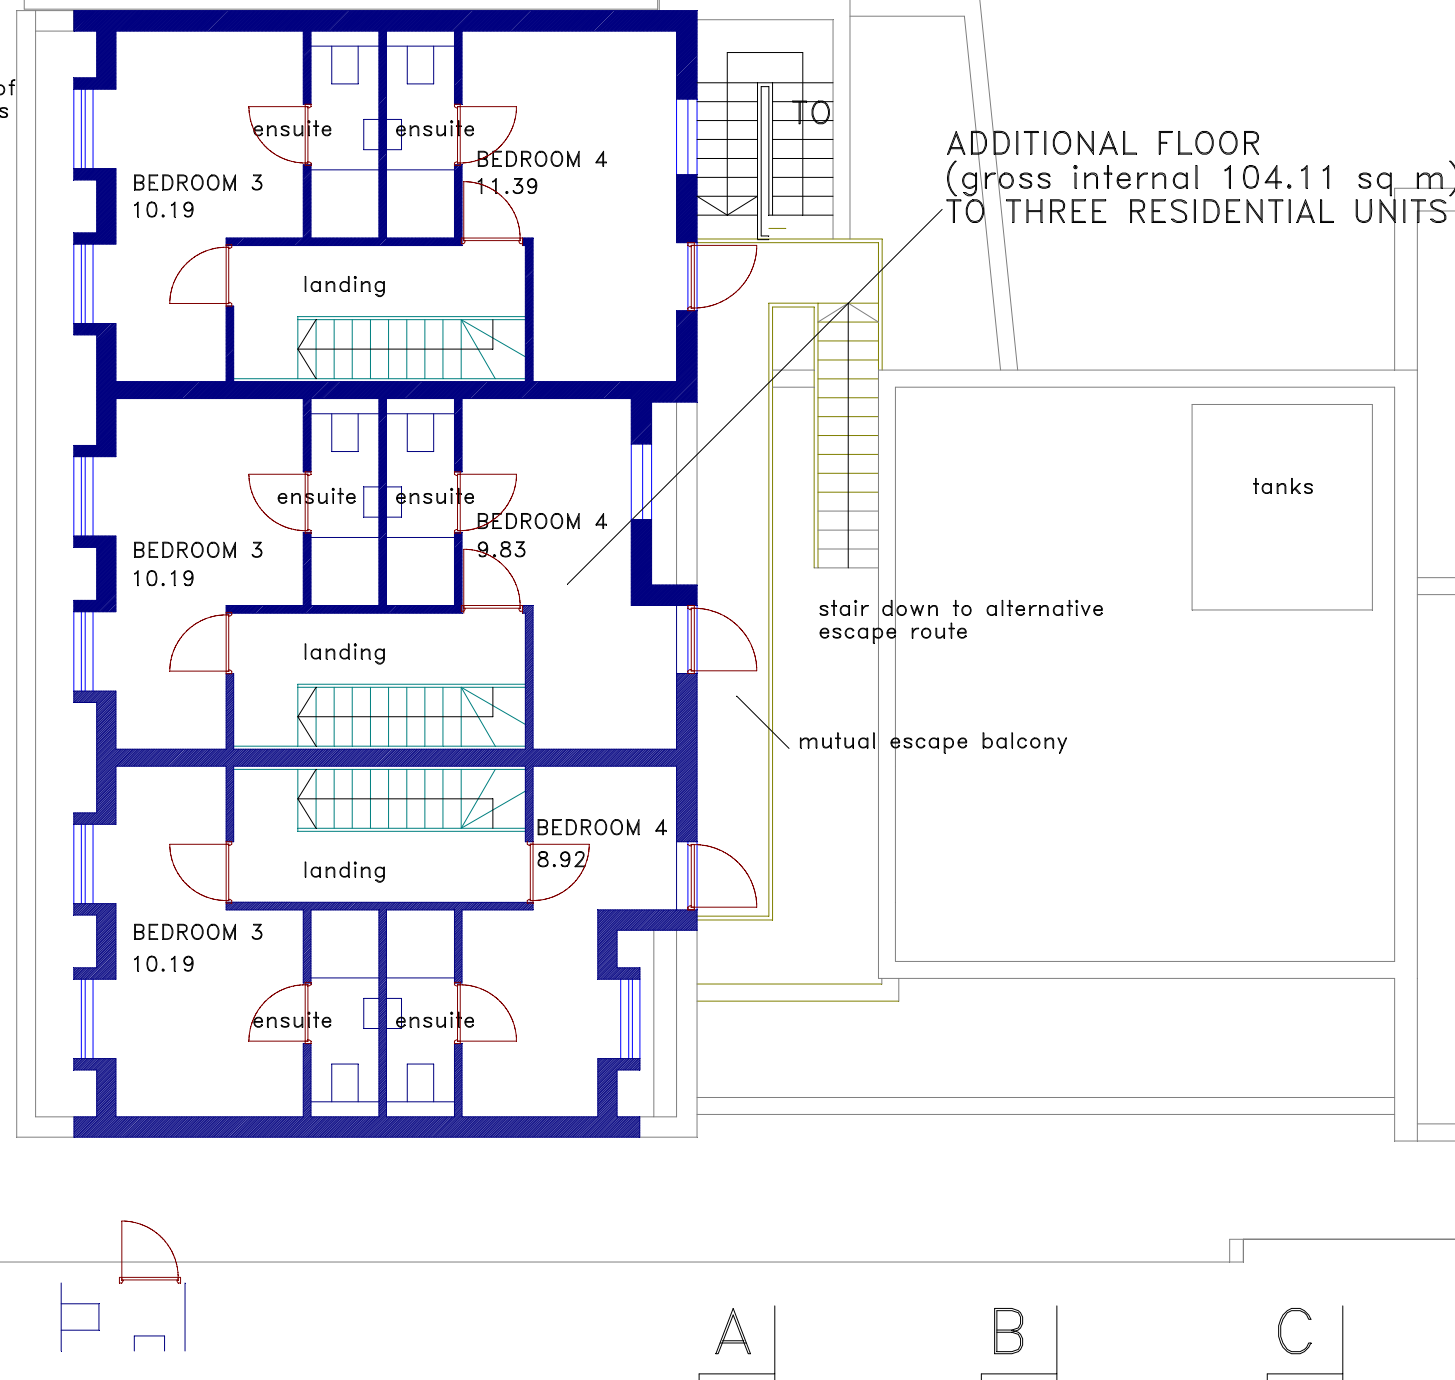 of
s
TO
ADDITIONAL FLOOR
(gross internal 104.11 sq m)
TO THREE RESIDENTIAL UNITS
ensuite
ensuite
BEDROOM 4
11.39
BEDROOM 3
10.19
landing
ensuite
ensuite
BEDROOM 4
9.83
BEDROOM 3
10.19
landing
tanks
stair down to alternative
escape route
mutual escape balcony
BEDROOM 4
8.92
landing
BEDROOM 3
10.19
ensuite
ensuite
A
B
C